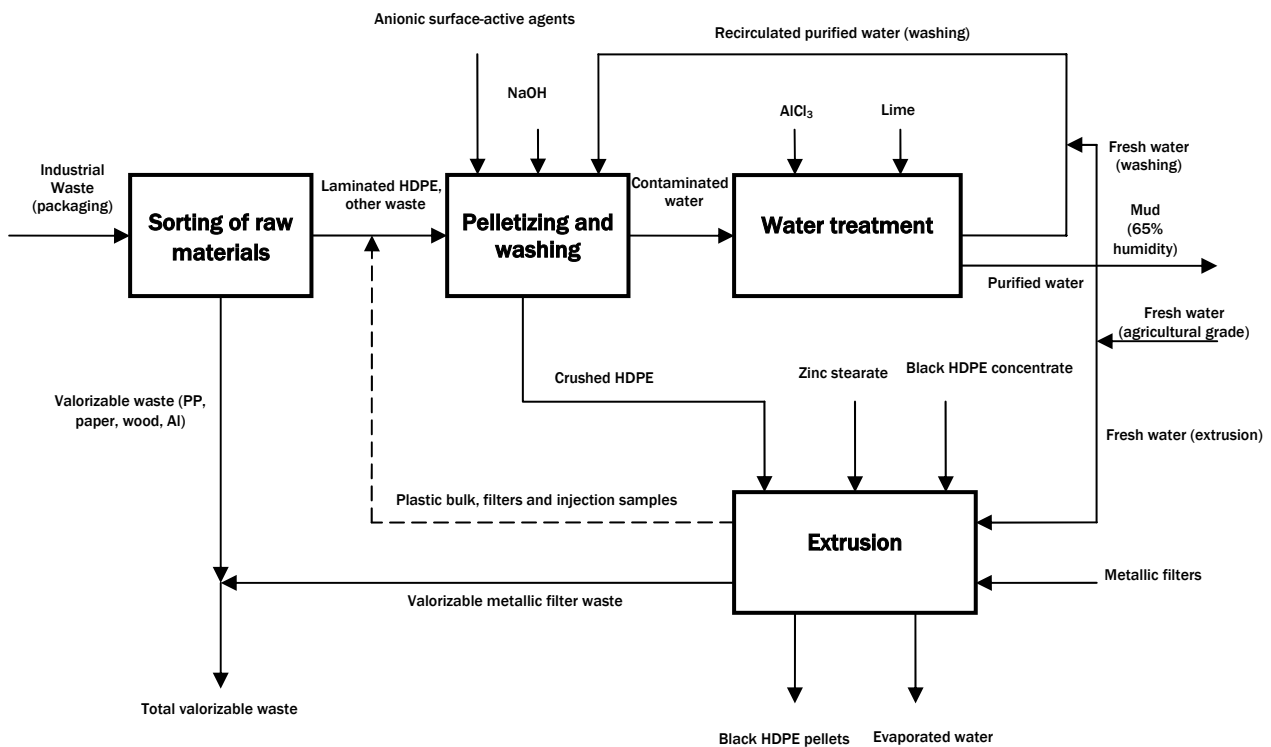 Anionic surface-active agents
Recirculated purified water (washing)
NaOH
AlCl₃
Lime
Industrial
Waste
(packaging)
Laminated HDPE,
other waste
Contaminated
water
Fresh water
(washing)
Sorting of raw
materials
Pelletizing and
washing
Water treatment
Mud
(65%
humidity)
Purified water
Fresh water
(agricultural grade)
Crushed HDPE
Zinc stearate
Black HDPE concentrate
Valorizable waste (PP,
paper, wood, Al)
Fresh water (extrusion)
Plastic bulk, filters and injection samples
Extrusion
Metallic filters
Valorizable metallic filter waste
Total valorizable waste
Black HDPE pellets
Evaporated water